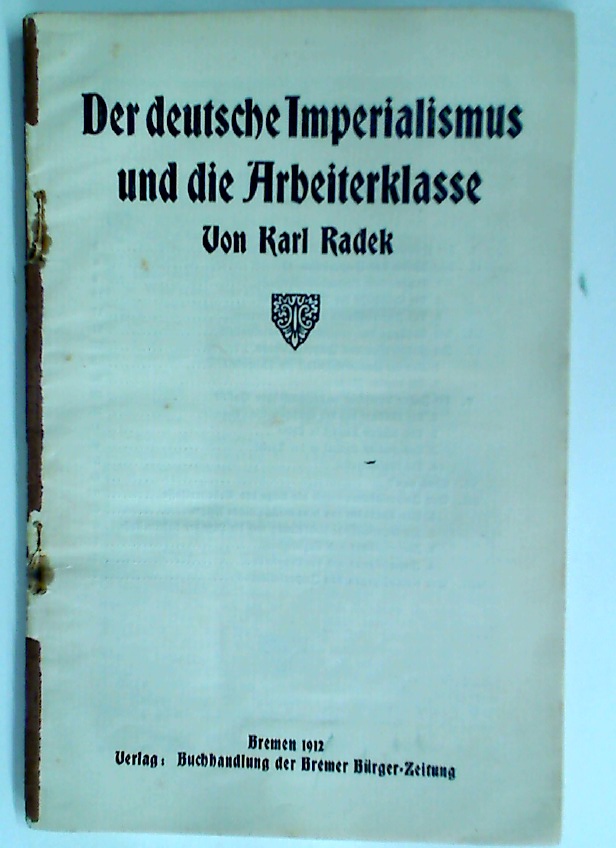 Der deutsche Imperialismus
und die Arbeiterklasse
Von Karl Radek
Bremen 1912
Verlag: Buchhandlung der Bremer Bürger-Zeitung